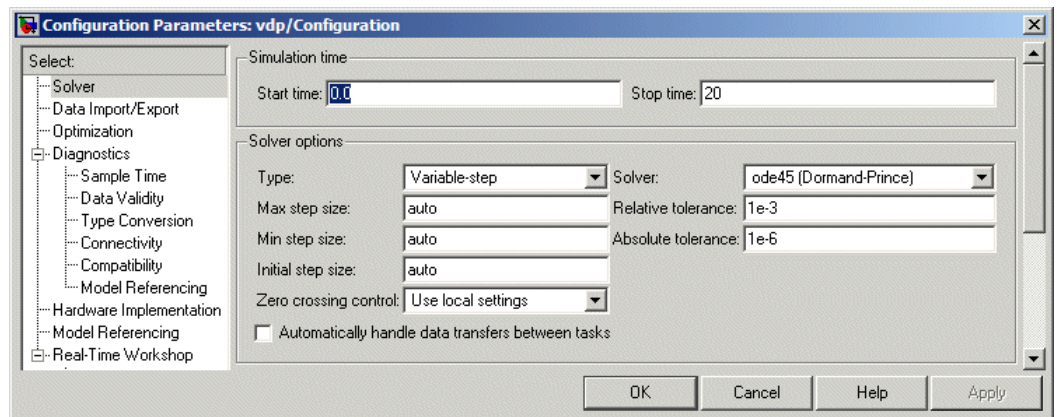 Configuration Parameters: vdp/Configuration
Select:
Solver
Data Import/Export
Optimization
Diagnostics
Sample Time
Data Validity
Type Conversion
Connectivity
Compatibility
Model Referencing
Hardware Implementation
Model Referencing
Real-Time Workshop
Simulation time
Start time: 0.0 Stop time: 20
Solver options
Type: Variable-step Solver: ode45 (Dormand-Prince)
Max step size: auto Relative tolerance: 1e-3
Min step size: auto Absolute tolerance: 1e-6
Initial step size: auto
Zero crossing control: Use local settings
Automatically handle data transfers between tasks
OK Cancel Help Apply